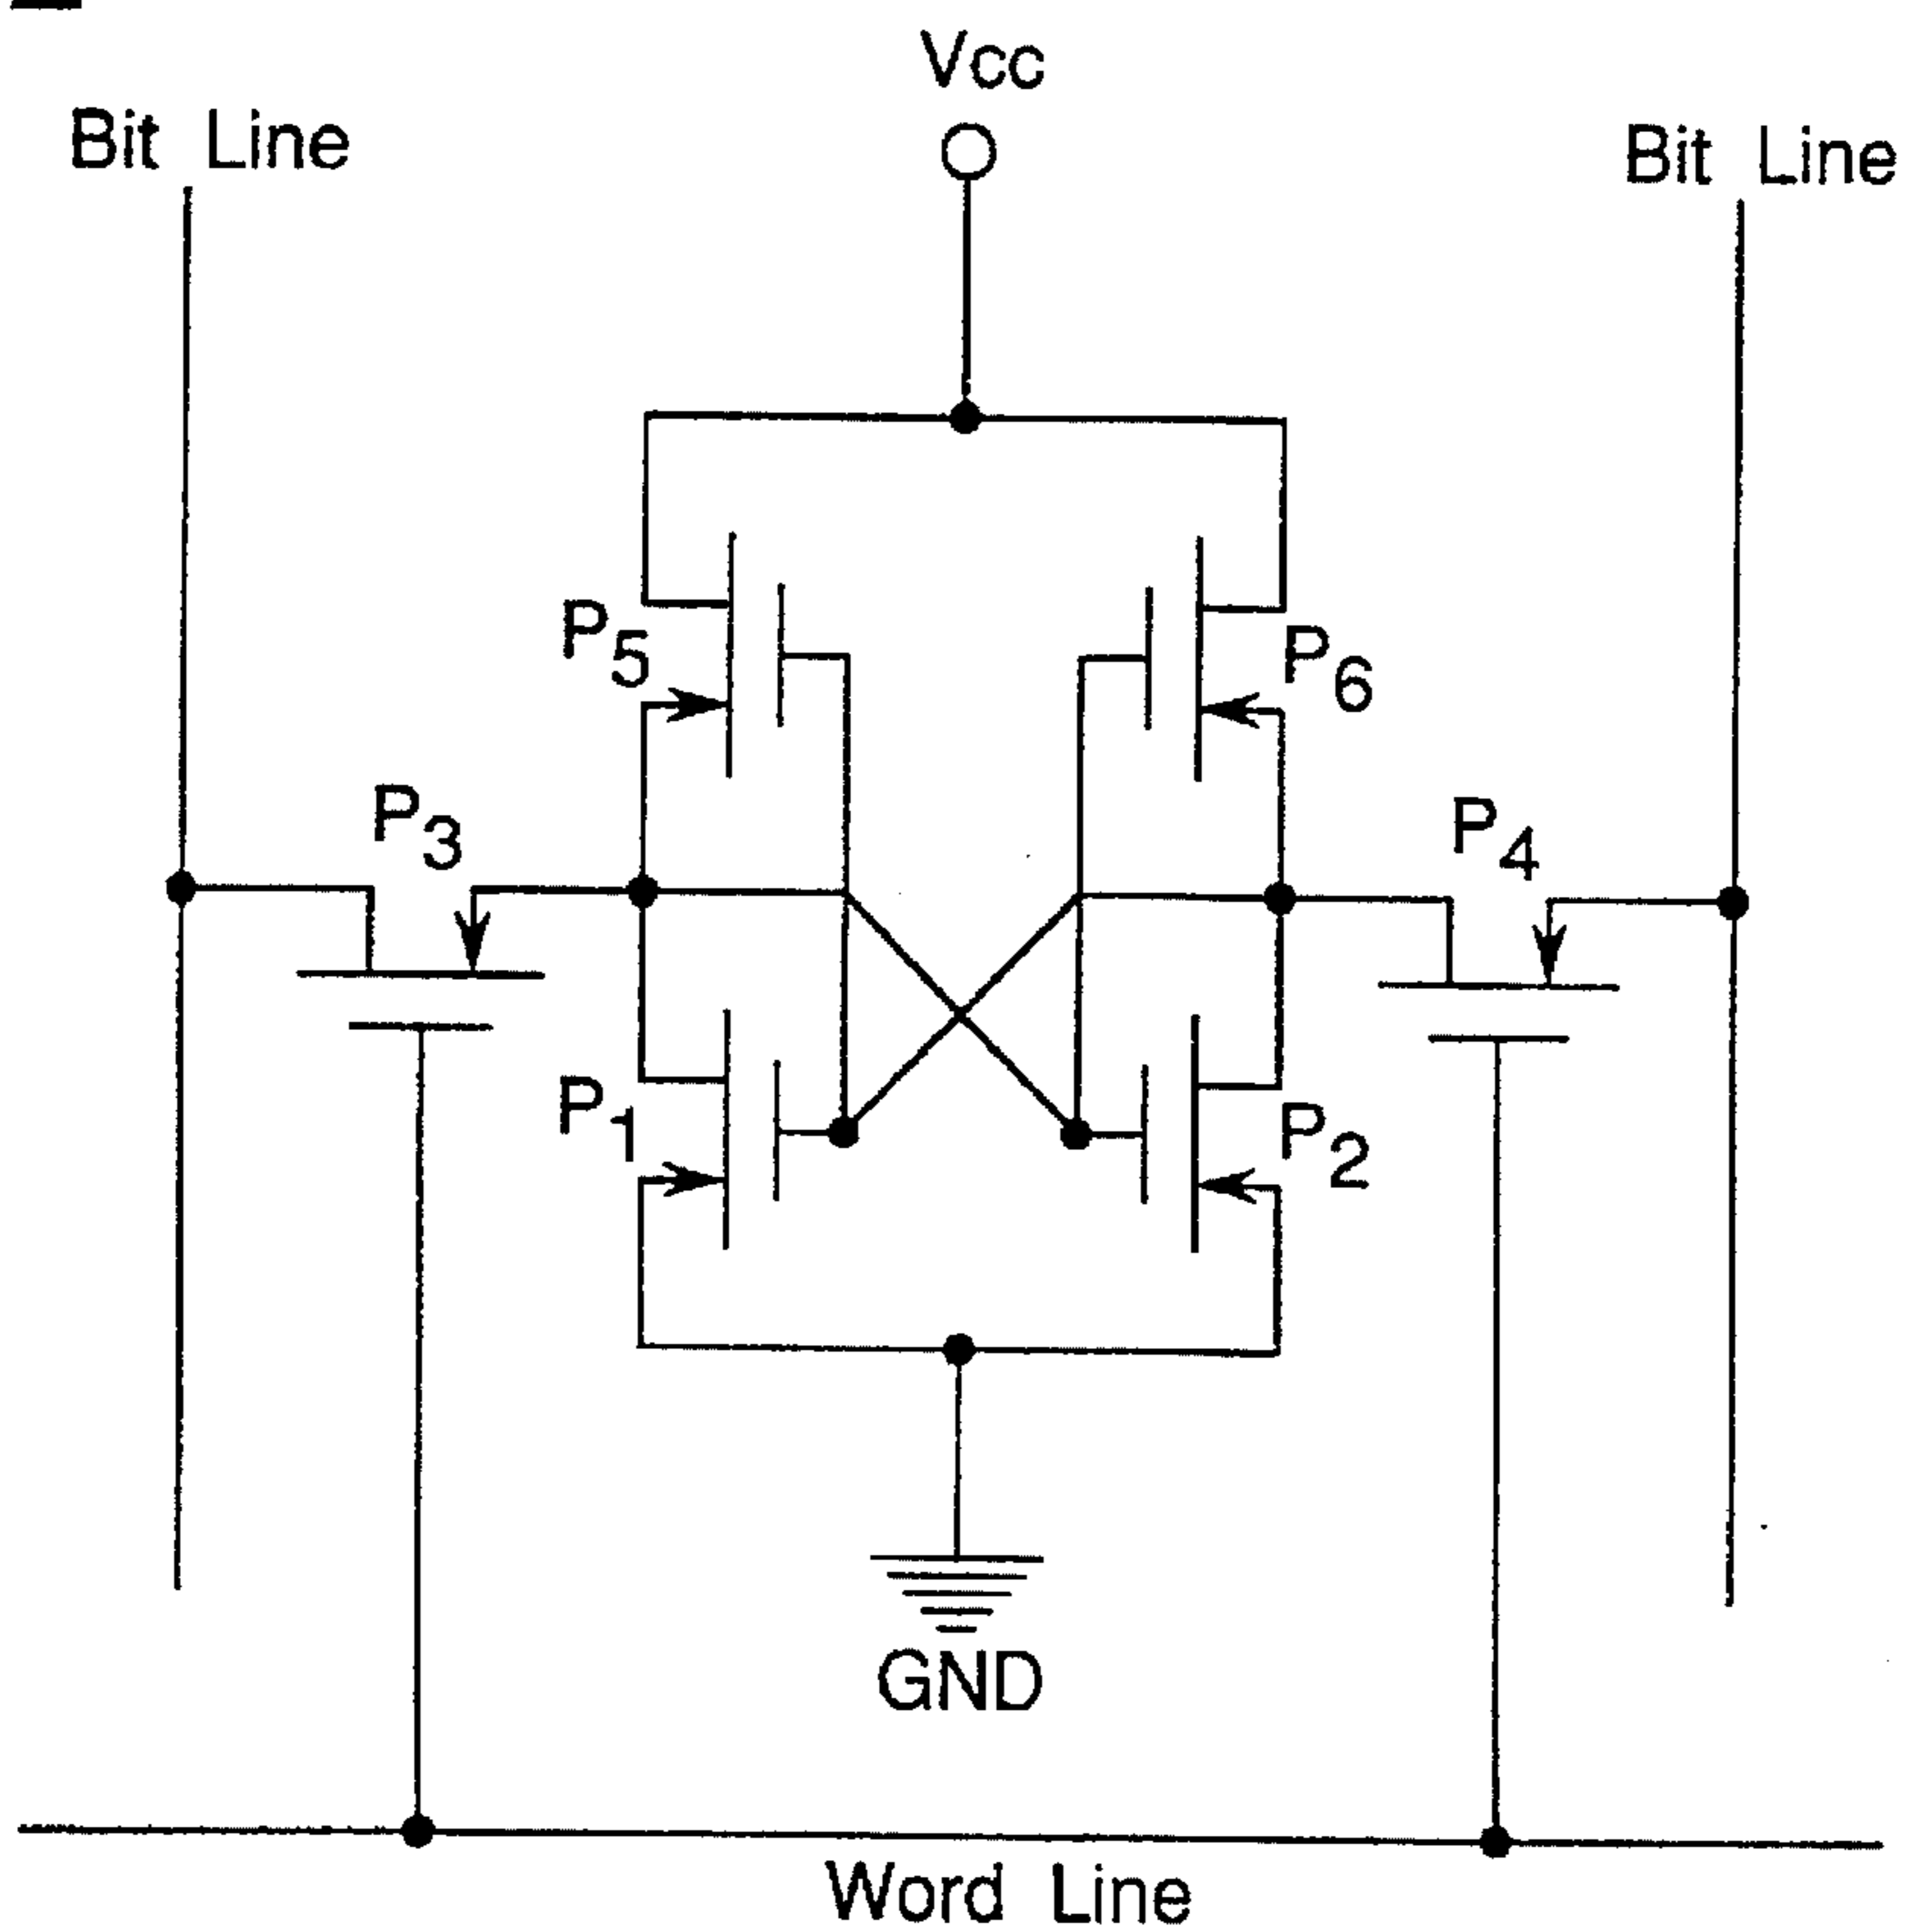 Vcc
Bit Line
Bit Line
P5
P6
P3
P4
P1
P2
GND
Word Line